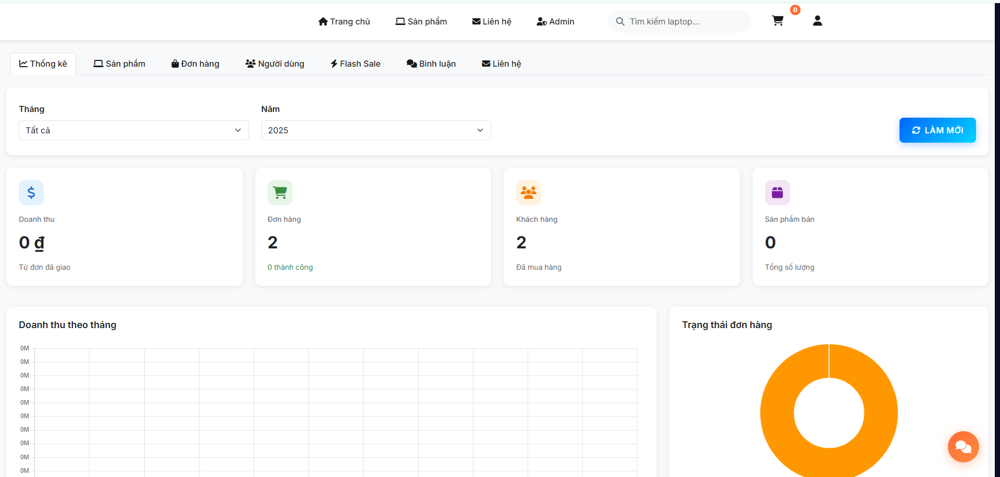 Trang chủ Sản phẩm Liên hệ Admin Tìm kiếm laptop... 0
Thống kê Sản phẩm Đơn hàng Người dùng Flash Sale Bình luận Liên hệ
Tháng Năm
Tất cả 2025 LÀM MỚI
$
Doanh thu Đơn hàng Khách hàng Sản phẩm bán
0 ₫ 2 2 0
Từ đơn đã giao 0 thành công Đã mua hàng Tổng số lượng
Doanh thu theo tháng Trạng thái đơn hàng
0M
0M
0M
0M
0M
0M
0M
0M
0M
0M